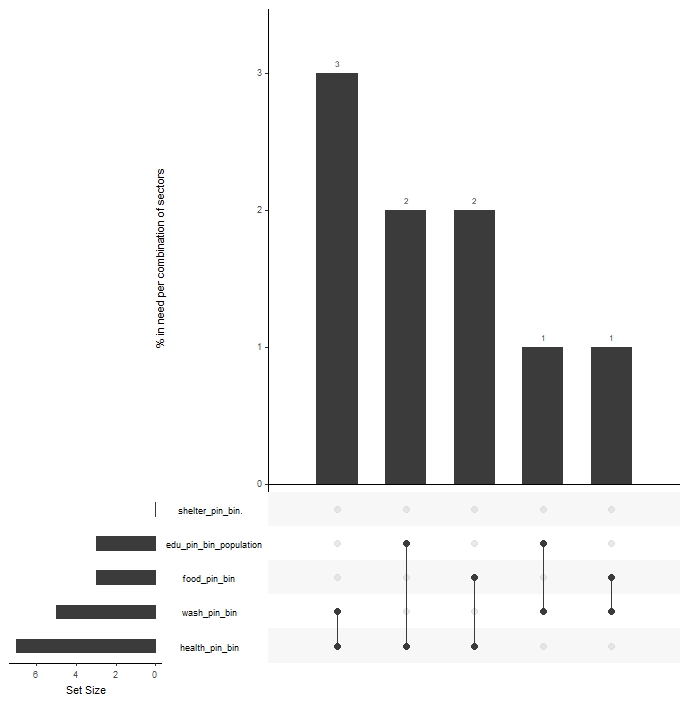 3
3
2
2
2
1
1
1
0
% in need per combination of sectors
shelter_pin_bin.
edu_pin_bin_population
food_pin_bin
wash_pin_bin
health_pin_bin
6 4 2 0
Set Size